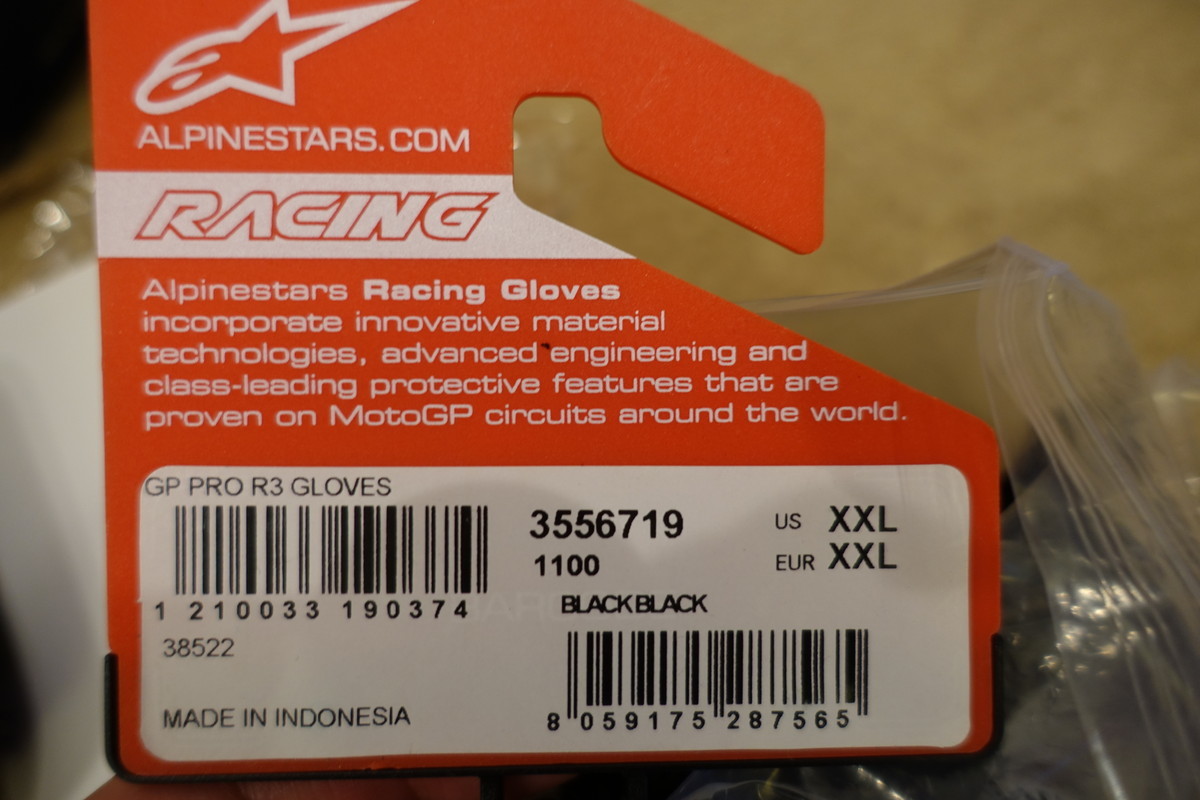 ALPINESTARS.COM
RACING
Alpinestars Racing Gloves
incorporate innovative material
technologies, advanced engineering and
class-leading protective features that are
proven on MotoGP circuits around the world.
GP PRO R3 GLOVES
1 210033 190374
38522
MADE IN INDONESIA
3556719
1100
US XXL
EUR XXL
BLACK BLACK
8 059175 287565